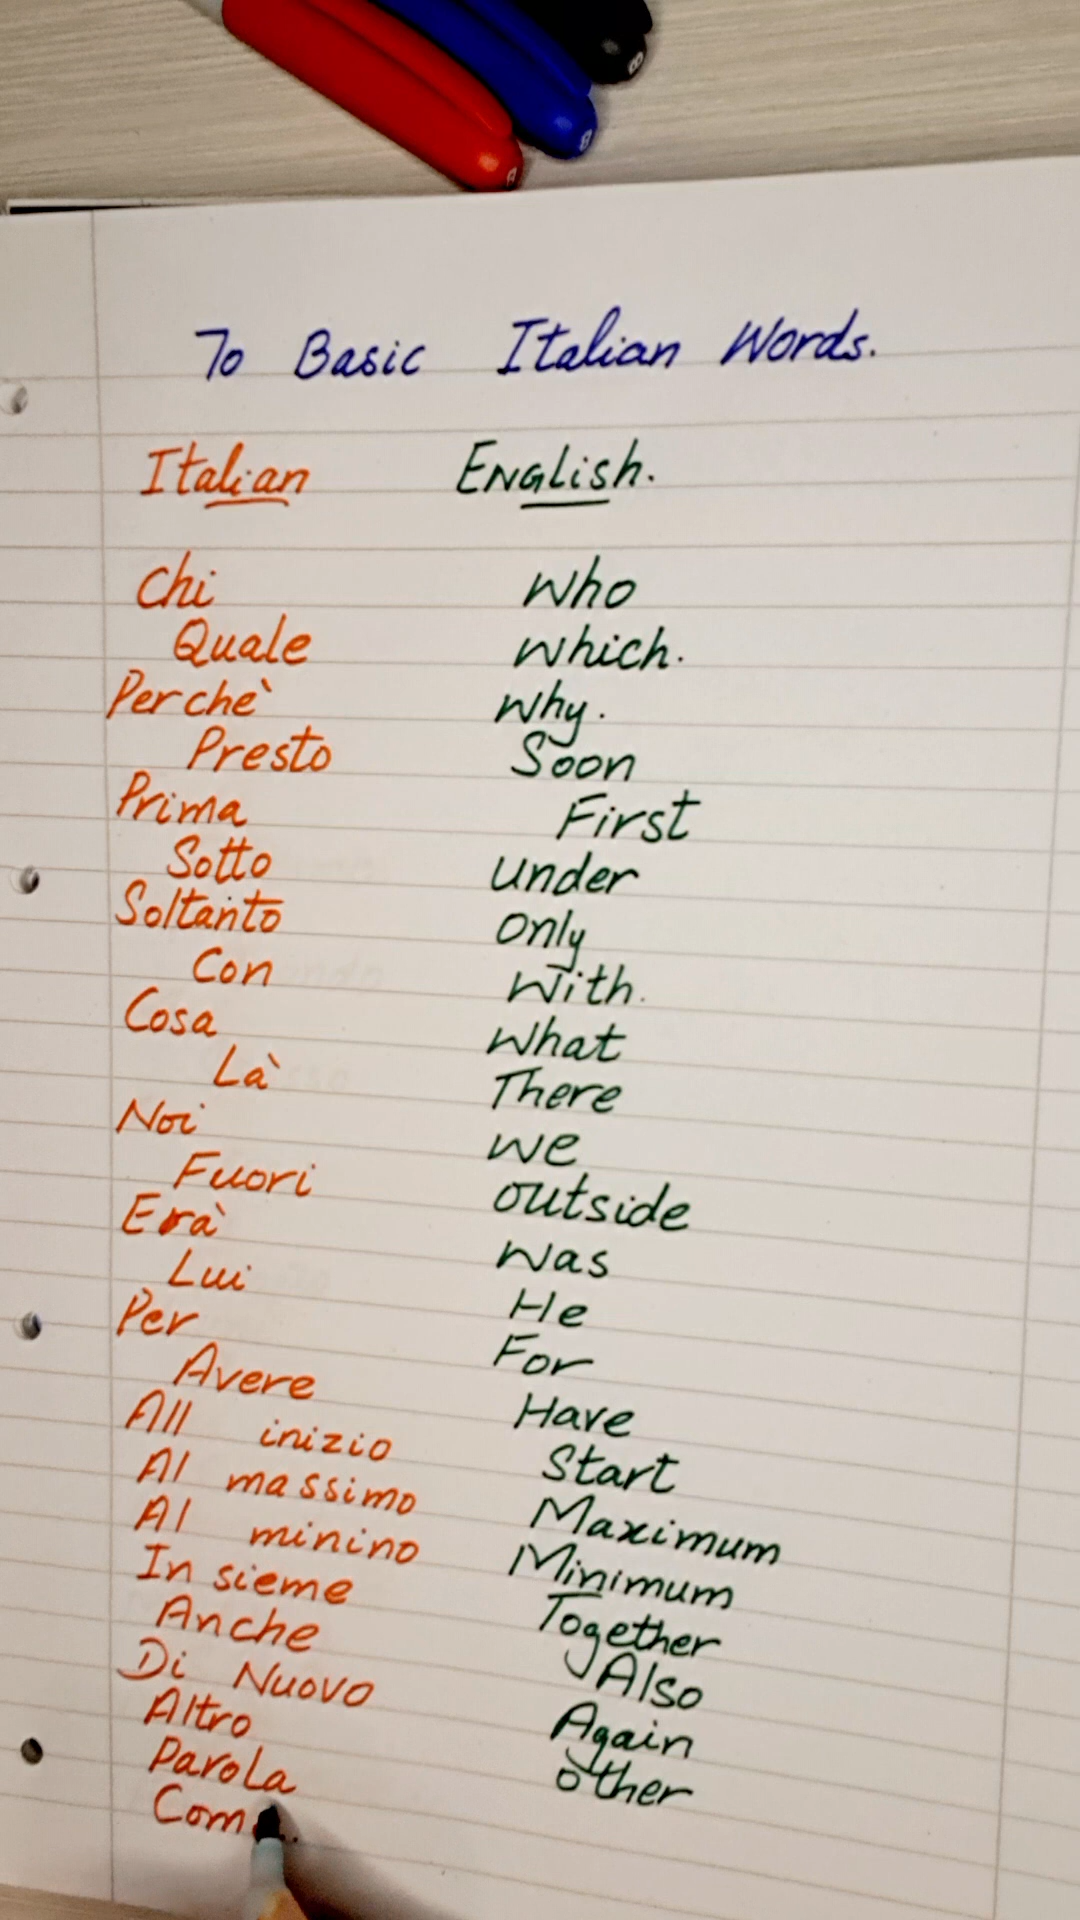 70 Basic Italian Words.
Italian English.
Chi Who
Quale Which.
Perchè Why.
Presto Soon
Prima First
Sotto Under
Soltanto Only
Con With.
Cosa What
Là There
Noi We
Fuori Outside
Erà Was
Lui He
Per For
Avere Have
All inizio Start
Al massimo Maximum
Al minino Minimum
In sieme Together
Anche Also
Di Nuovo Again
Altro Other
Parola